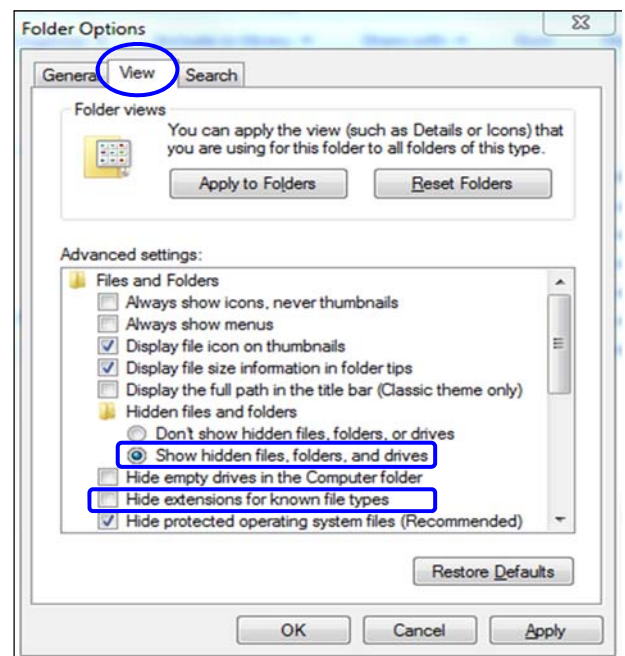 Folder Options
General
View
Search
Folder views
You can apply the view (such as Details or Icons) that
you are using for this folder to all folders of this type.
Apply to Folders
Reset Folders
Advanced settings:
Files and Folders
Always show icons, never thumbnails
Always show menus
Display file icon on thumbnails
Display file size information in folder tips
Display the full path in the title bar (Classic theme only)
Hidden files and folders
Don't show hidden files, folders, or drives
Show hidden files, folders, and drives
Hide empty drives in the Computer folder
Hide extensions for known file types
Hide protected operating system files (Recommended)
Restore Defaults
OK
Cancel
Apply